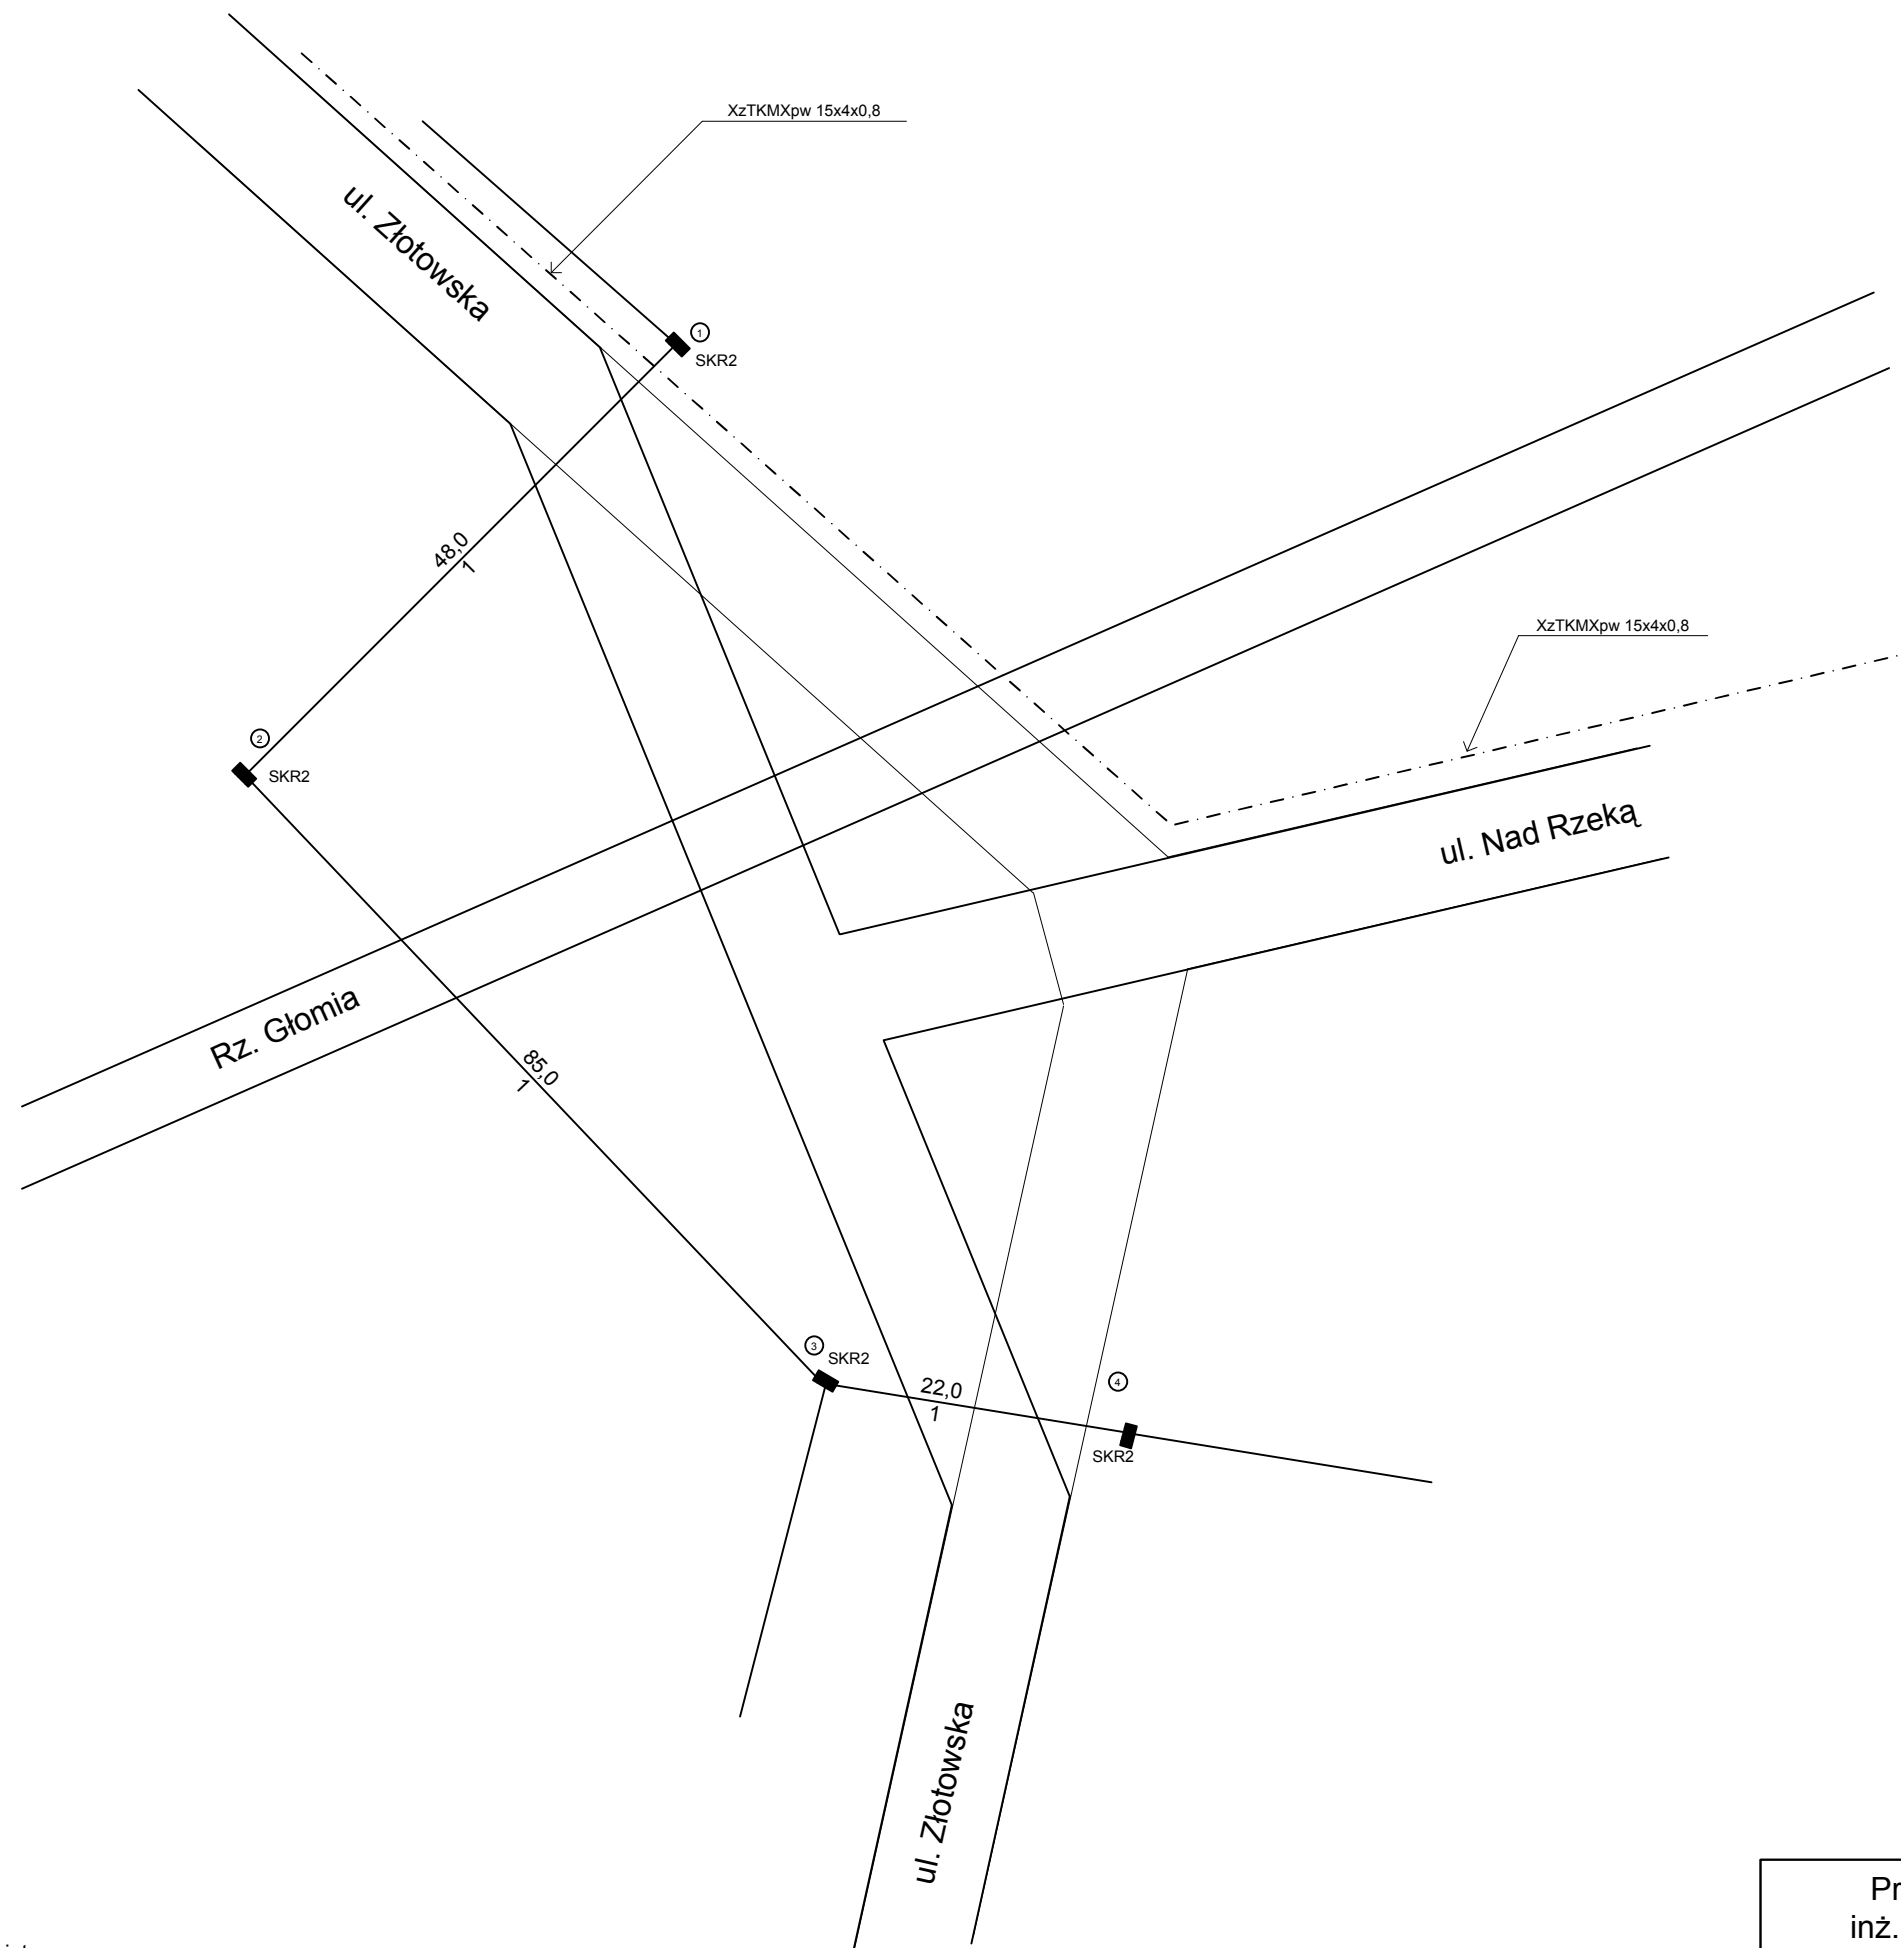 XzTKMXpw 15x4x0,8
ul. Złotowska
1
SKR2
48,0
1
XzTKMXpw 15x4x0,8
2
SKR2
ul. Nad Rzeką
Rz. Głomia
85,0
1
3
SKR2
22,0
1
4
SKR2
ul. Złotowska
Pr
inż.